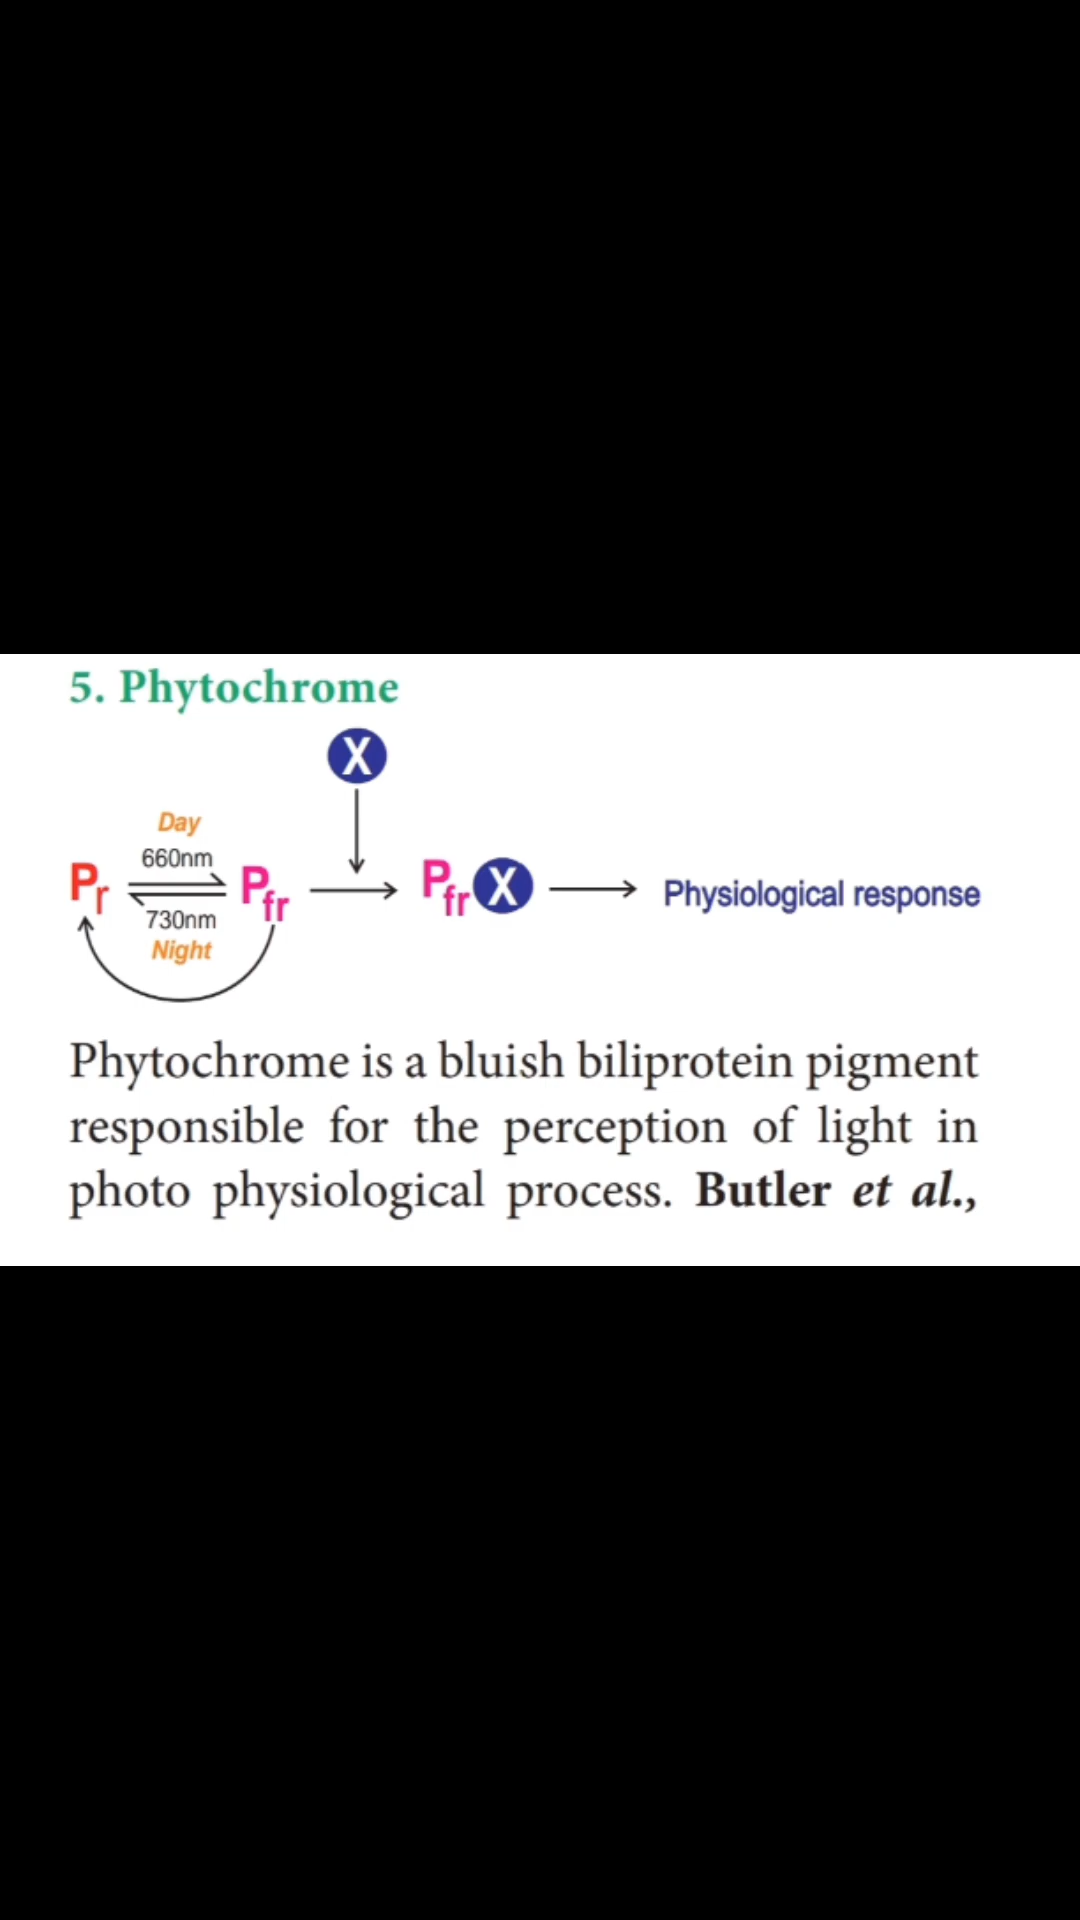 5. Phytochrome
X
Day
660nm
Pr
Pfr
PfrX
Physiological response
730nm
Night
Phytochrome is a bluish biliprotein pigment
responsible for the perception of light in
photo physiological process. Butler et al.,